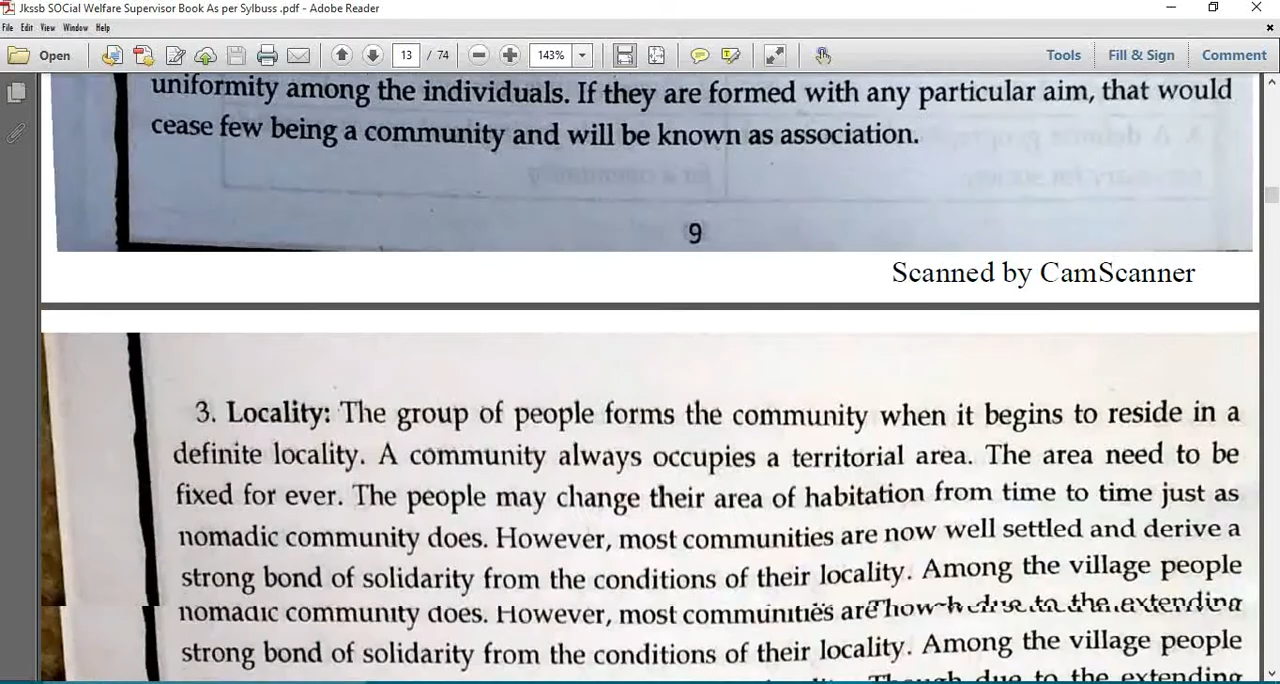 Jkssb SOCial Welfare Supervisor Book As per Sylbuss .pdf - Adobe Reader
File Edit View Window Help
Open 13 / 74 143% Tools Fill & Sign Comment
uniformity among the individuals. If they are formed with any particular aim, that would
cease few being a community and will be known as association.
9
Scanned by CamScanner
3. Locality: The group of people forms the community when it begins to reside in a
definite locality. A community always occupies a territorial area. The area need to be
fixed for ever. The people may change their area of habitation from time to time just as
nomadic community does. However, most communities are now well settled and derive a
strong bond of solidarity from the conditions of their locality. Among the village people
nomadic community does. However, most communities are the extending
strong bond of solidarity from the conditions of their locality. Among the village people
Though due to the extending